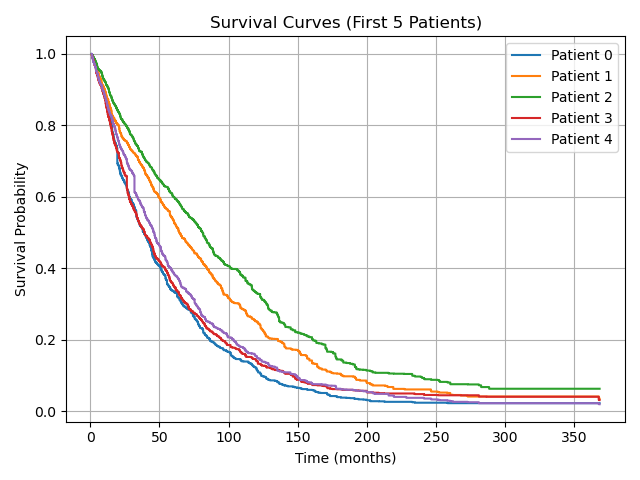 Survival Curves (First 5 Patients)
Patient 0
Patient 1
Patient 2
Patient 3
Patient 4
Survival Probability
1.0
0.8
0.6
0.4
0.2
0.0
0 50 100 150 200 250 300 350
Time (months)